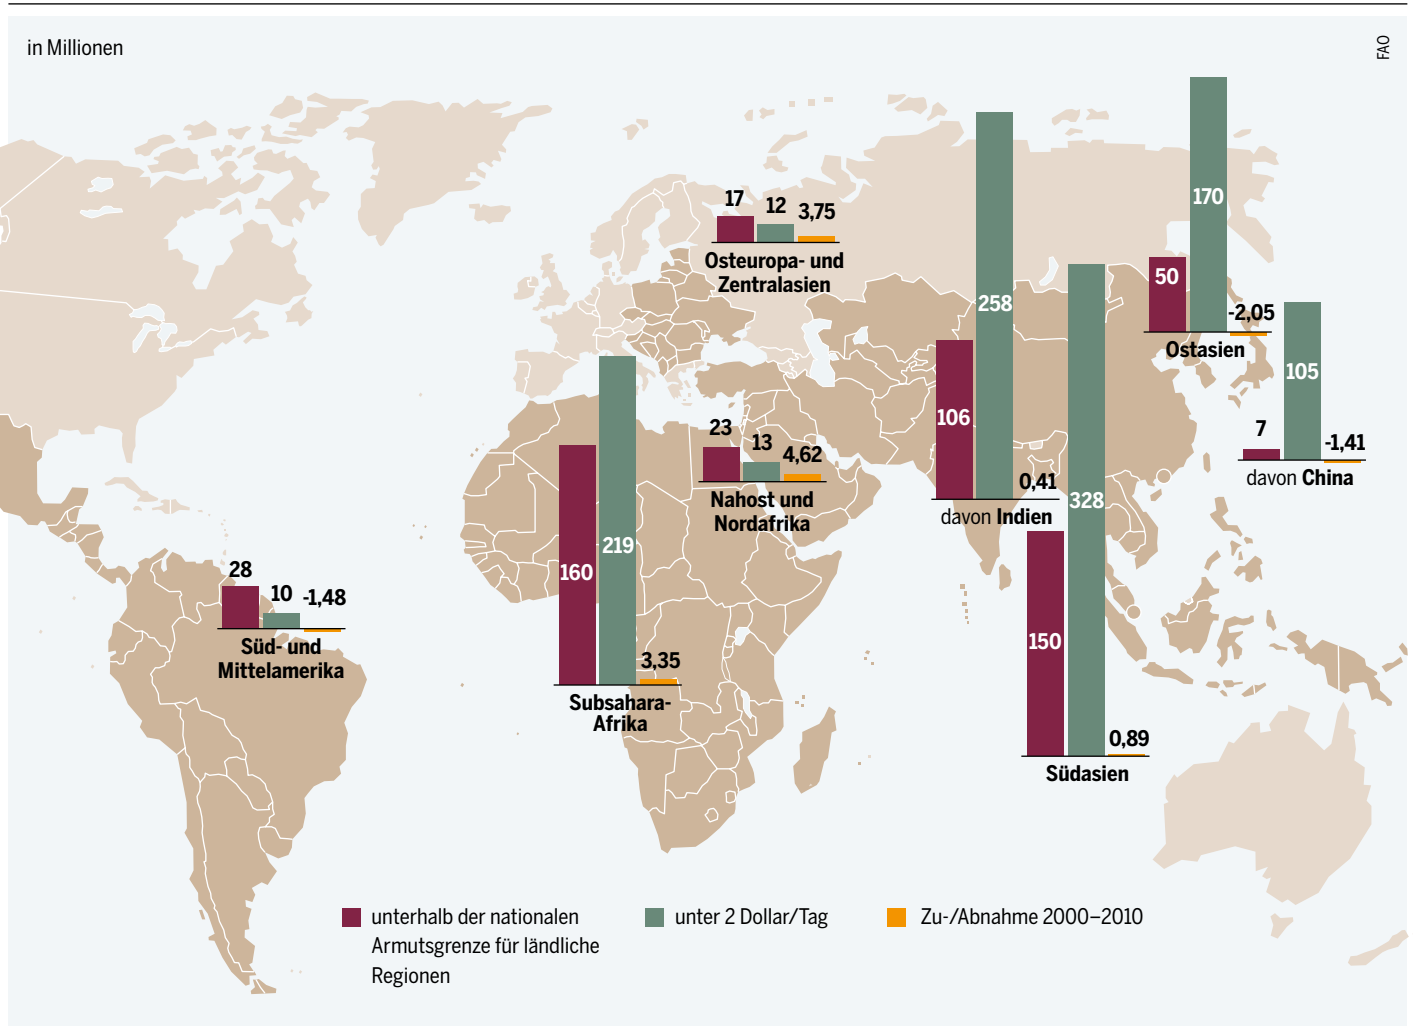 in Millionen
FAO
17 12 3,75
Osteuropa- und
Zentralasien
258
106
0,41
davon Indien
170
50
-2,05
Ostasien
105
7
-1,41
davon China
23 13 4,62
Nahost und
Nordafrika
328
150
0,89
Südasien
219
160
3,35
Subsahara-
Afrika
28 10 -1,48
Süd- und
Mittelamerika
unterhalb der nationalen
Armutsgrenze für ländliche
Regionen
unter 2 Dollar/Tag
Zu-/Abnahme 2000–2010